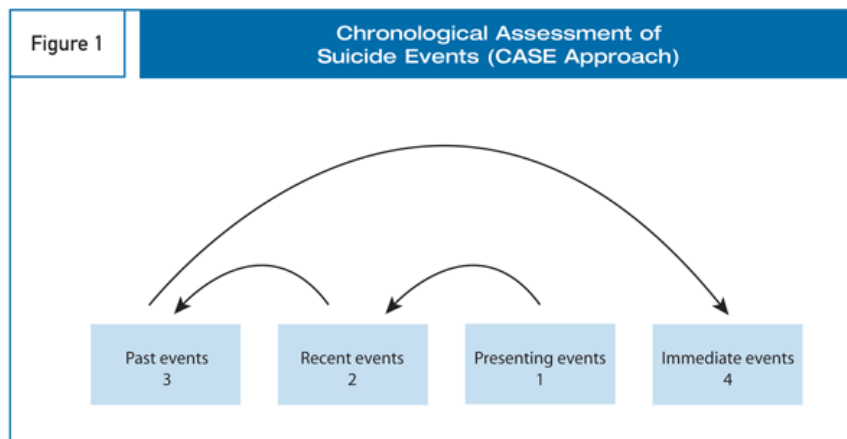 Figure 1
Chronological Assessment of
Suicide Events (CASE Approach)
Past events
3
Recent events
2
Presenting events
1
Immediate events
4